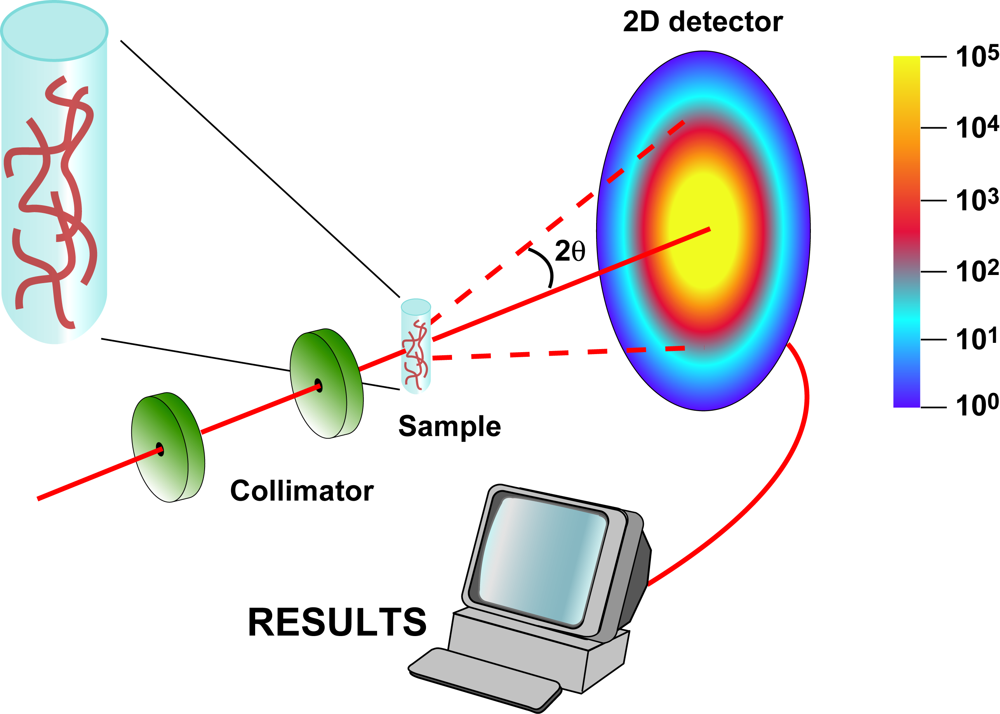 2D detector
10⁵
10⁴
10³
10²
10¹
10⁰
2θ
Sample
Collimator
RESULTS